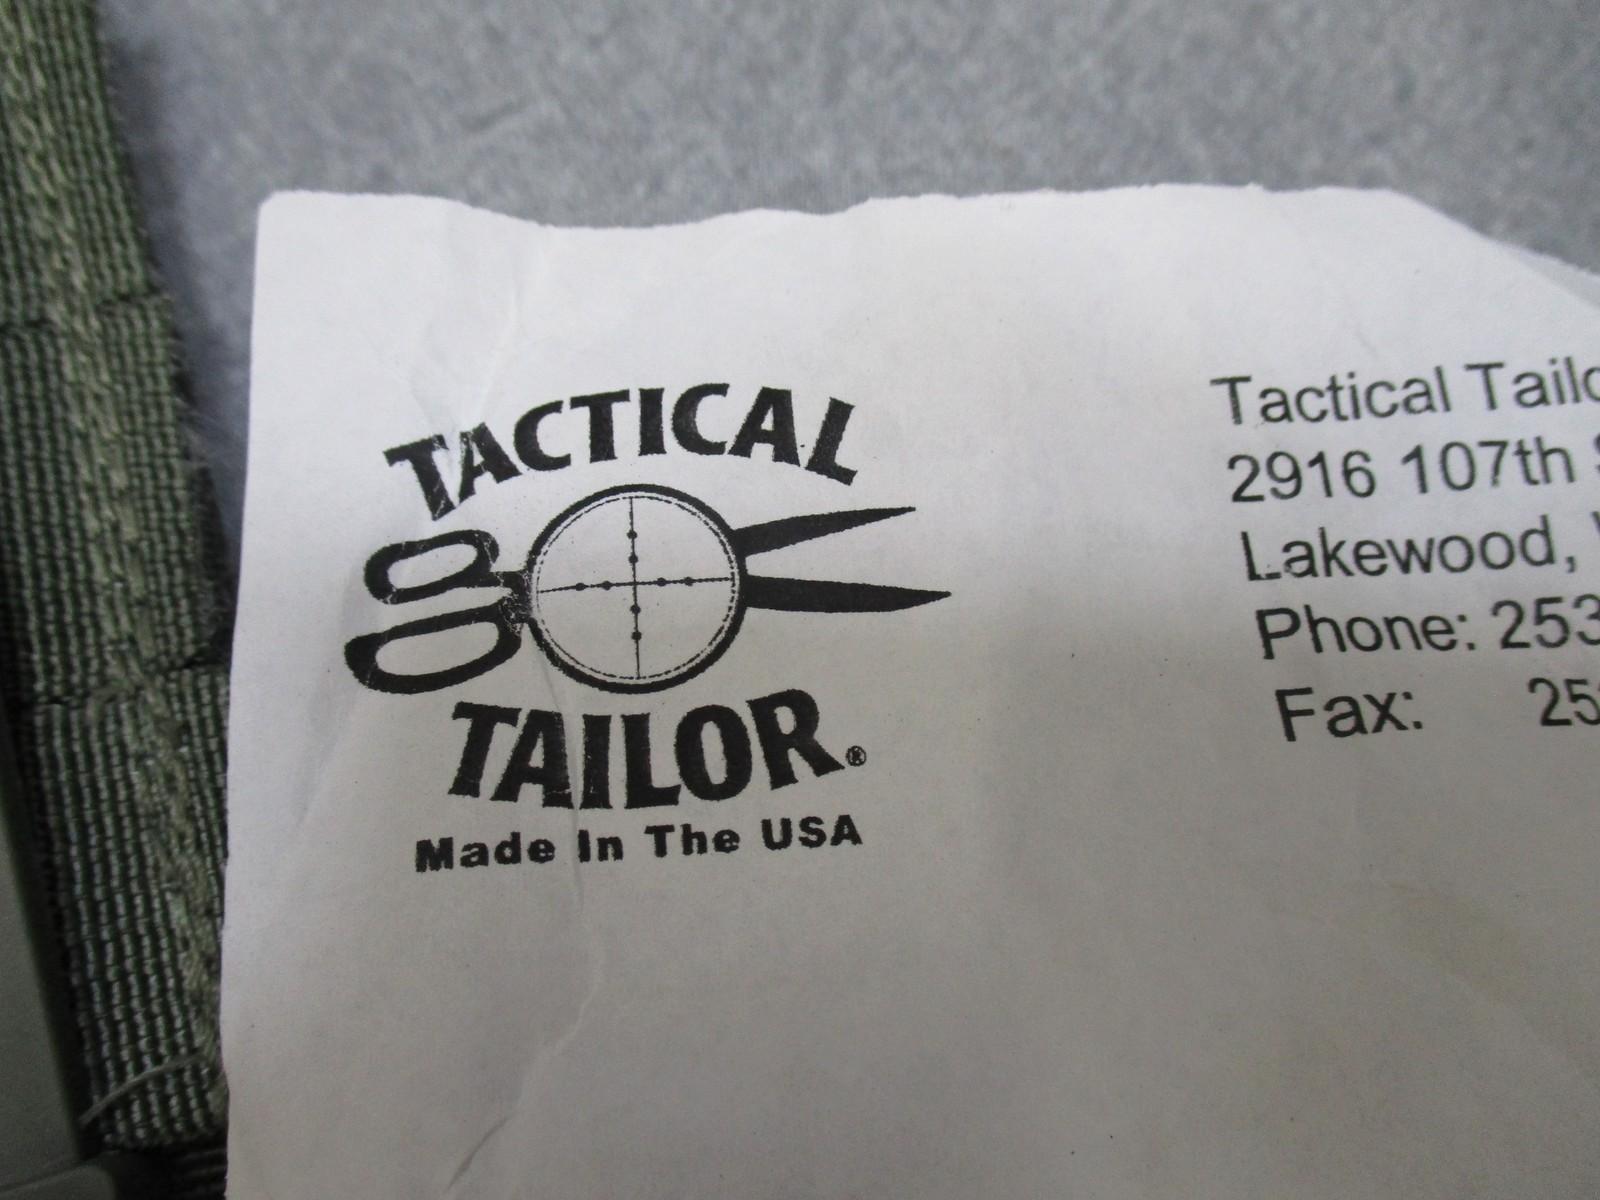 TACTICAL
TAILOR®
Made In The USA
Tactical Tailo
2916 107th S
Lakewood,
Phone: 253
Fax: 25